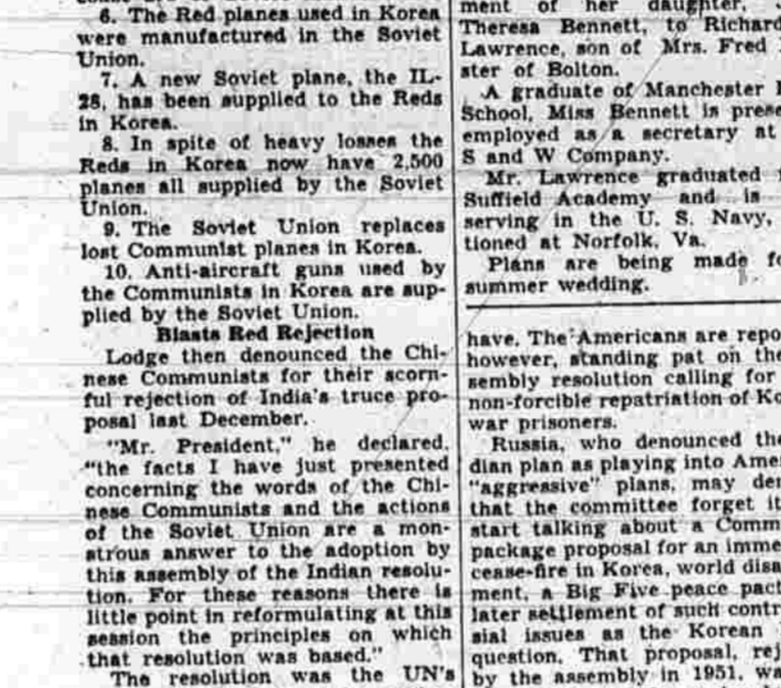 6. The Red planes used in Korea
were manufactured in the Soviet
Union.
7. A new Soviet plane, the IL-
28, has been supplied to the Reds
in Korea.
8. In spite of heavy losses the
Reds in Korea now have 2,500
planes all supplied by the Soviet
Union.
9. The Soviet Union replaces
lost Communist planes in Korea.
10. Anti-aircraft guns used by
the Communists in Korea are sup-
plied by the Soviet Union.
Blasts Red Rejection
Lodge then denounced the Chi-
nese Communists for their scorn-
ful rejection of India's truce pro-
posal last December.
"Mr. President," he declared,
"the facts I have just presented
concerning the words of the Chi-
nese Communists and the actions
of the Soviet Union are a mon-
strous answer to the adoption by
this assembly of the Indian resolu-
tion. For these reasons there is
little point in reformulating at this
session the principles on which
that resolution was based."
The resolution was the UN's
ment of her daughter,
Theresa Bennett, to Richard
Lawrence, son of Mrs. Fred
ster of Bolton.
A graduate of Manchester
School, Miss Bennett is prese
employed as a secretary at
S and W Company.
Mr. Lawrence graduated
Suffield Academy and is
serving in the U. S. Navy,
tioned at Norfolk, Va.
Plans are being made fo
summer wedding.
have. The Americans are repo
however, standing pat on the
sembly resolution calling for
non-forcible repatriation of Ko
war prisoners.
Russia, who denounced the
dian plan as playing into Amer
"aggressive" plans, may den
that the committee forget i
start talking about a Comm
package proposal for an imme
cease-fire in Korea, world disa
ment, a Big Five peace pac
later settlement of such contr
sial issues as the Korean
question. That proposal, rej
by the assembly in 1951, w